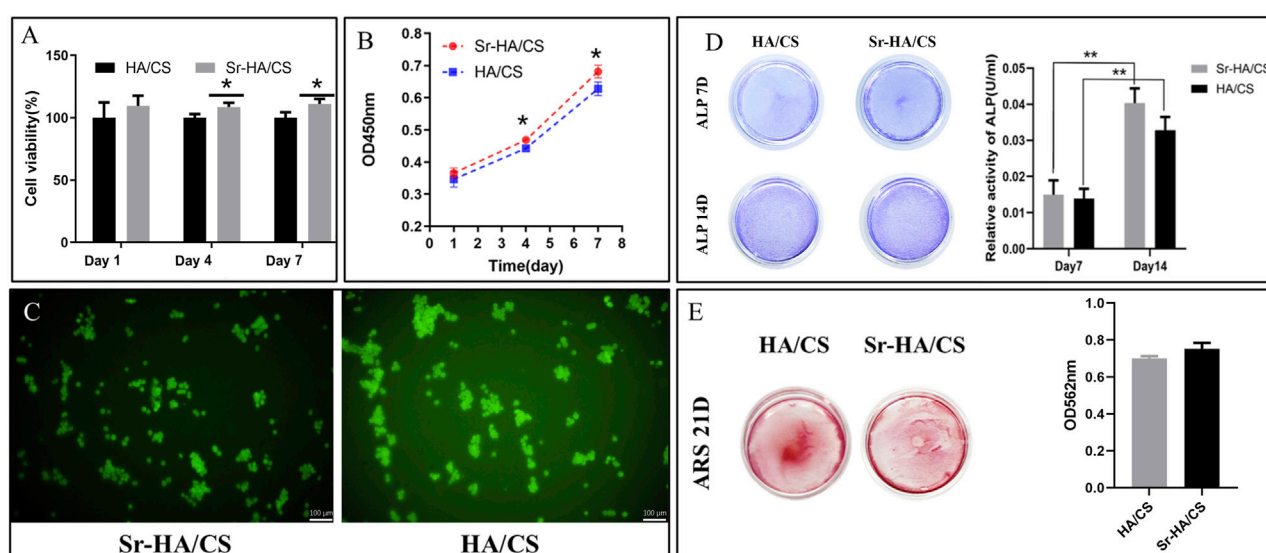 A
HA/CS Sr-HA/CS
Cell viability(%)
150
100
50
0
* *
Day 1 Day 4 Day 7
B
Sr-HA/CS
HA/CS
OD450nm
0.8
0.7
0.6
0.5
0.4
0.3
0.2
* *
0 1 2 3 4 5 6 7 8
Time(day)
C
100 μm
100 μm
Sr-HA/CS HA/CS
D
HA/CS Sr-HA/CS
ALP 7D
ALP 14D
Relative activity of ALP(U/ml)
0.05
0.04
0.03
0.02
0.01
0.00
**
**
Sr-HA/CS
HA/CS
Day7 Day14
E
HA/CS Sr-HA/CS
ARS 21D
OD562nm
1.0
0.8
0.6
0.4
0.2
0.0
HA/CS Sr-HA/CS